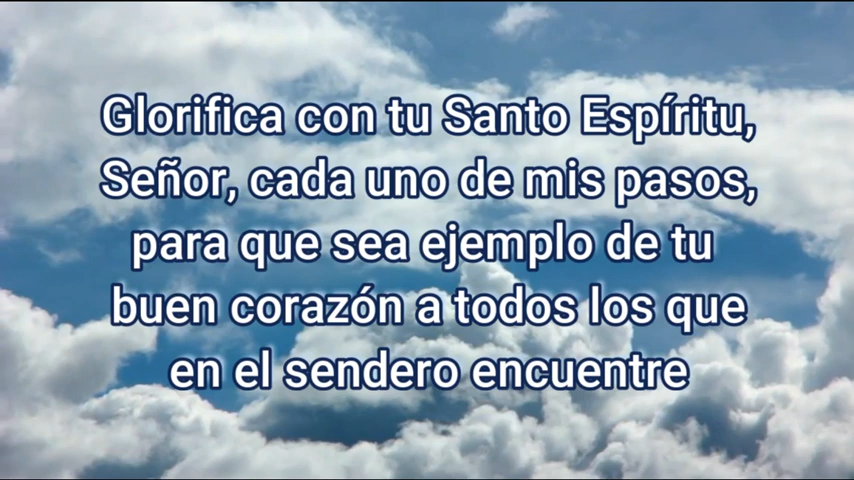 Glorifica con tu Santo Espíritu,
Señor, cada uno de mis pasos,
para que sea ejemplo de tu
buen corazón a todos los que
en el sendero encuentre